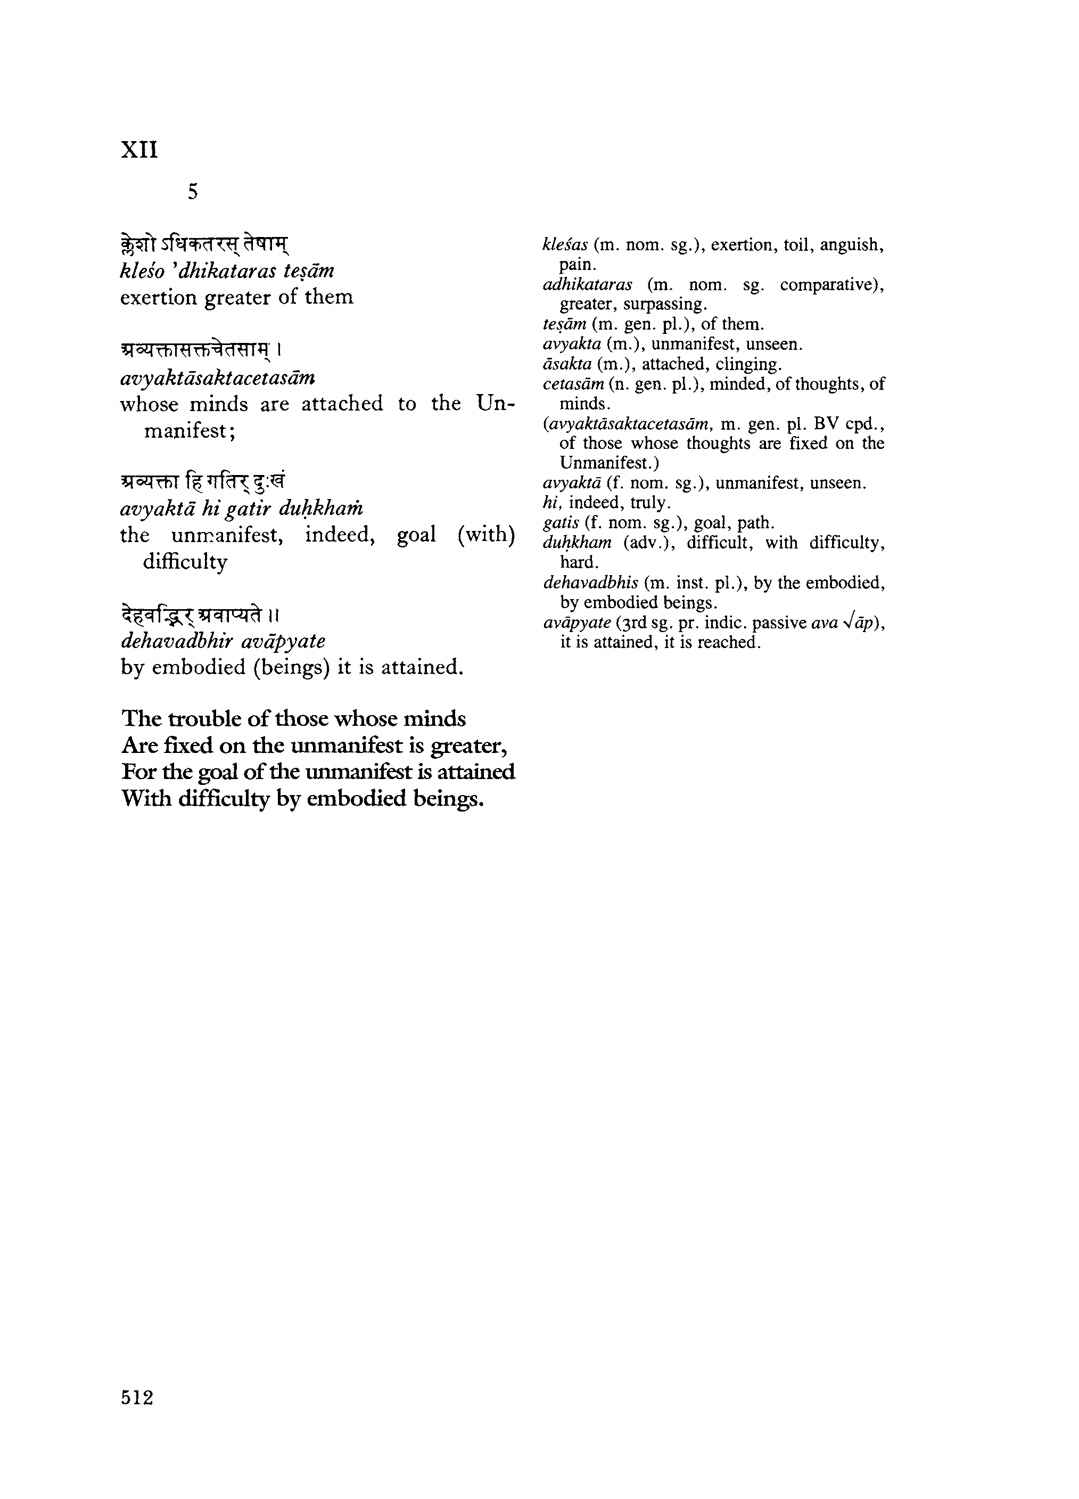 XII
5
क्लेशो ऽधिकतरस् तेषाम्
kleśo 'dhikataras teṣām
exertion greater of them
अव्यक्तासक्तचेतसाम् ।
avyaktāsaktacetasām
whose minds are attached to the Un-
manifest;
अव्यक्ता हि गतिर् दुःखं
avyaktā hi gatir duḥkhaṁ
the unmanifest, indeed, goal (with)
difficulty
देहवद्भिर् अवाप्यते ॥
dehavadbhir avāpyate
by embodied (beings) it is attained.
The trouble of those whose minds
Are fixed on the unmanifest is greater,
For the goal of the unmanifest is attained
With difficulty by embodied beings.
kleśas (m. nom. sg.), exertion, toil, anguish,
pain.
adhikataras (m. nom. sg. comparative),
greater, surpassing.
teṣām (m. gen. pl.), of them.
avyakta (m.), unmanifest, unseen.
āsakta (m.), attached, clinging.
cetasām (n. gen. pl.), minded, of thoughts, of
minds.
(avyaktāsaktacetasām, m. gen. pl. BV cpd.,
of those whose thoughts are fixed on the
Unmanifest.)
avyaktā (f. nom. sg.), unmanifest, unseen.
hi, indeed, truly.
gatis (f. nom. sg.), goal, path.
duḥkham (adv.), difficult, with difficulty,
hard.
dehavadbhis (m. inst. pl.), by the embodied,
by embodied beings.
avāpyate (3rd sg. pr. indic. passive ava √āp),
it is attained, it is reached.
512